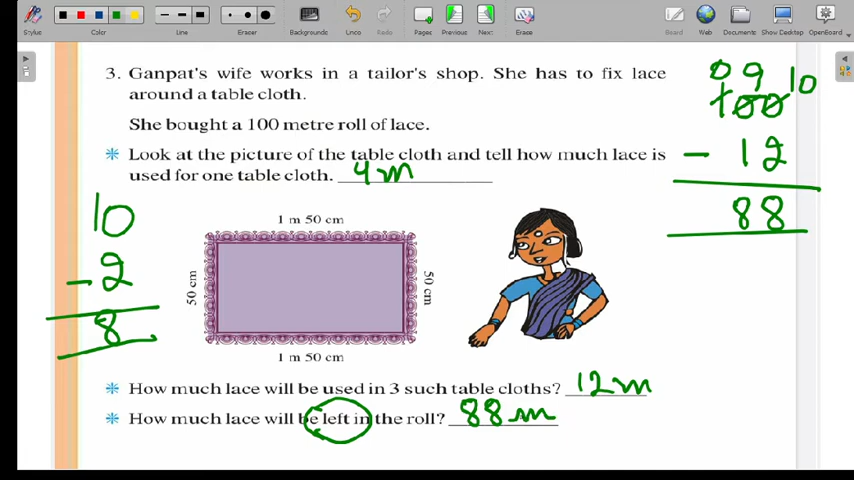 Stylus Color Line Eraser Backgrounds Undo Redo Pages Previous Next Erase Board Web Documents Show Desktop OpenBoard
3. Ganpat's wife works in a tailor's shop. She has to fix lace
around a table cloth.
She bought a 100 metre roll of lace.
Look at the picture of the table cloth and tell how much lace is
used for one table cloth. 4 m
0 9 10
100
- 12
88
10
- 2
8
1 m 50 cm
50 cm
50 cm
1 m 50 cm
How much lace will be used in 3 such table cloths? 12 m
How much lace will be left in the roll? 88 m